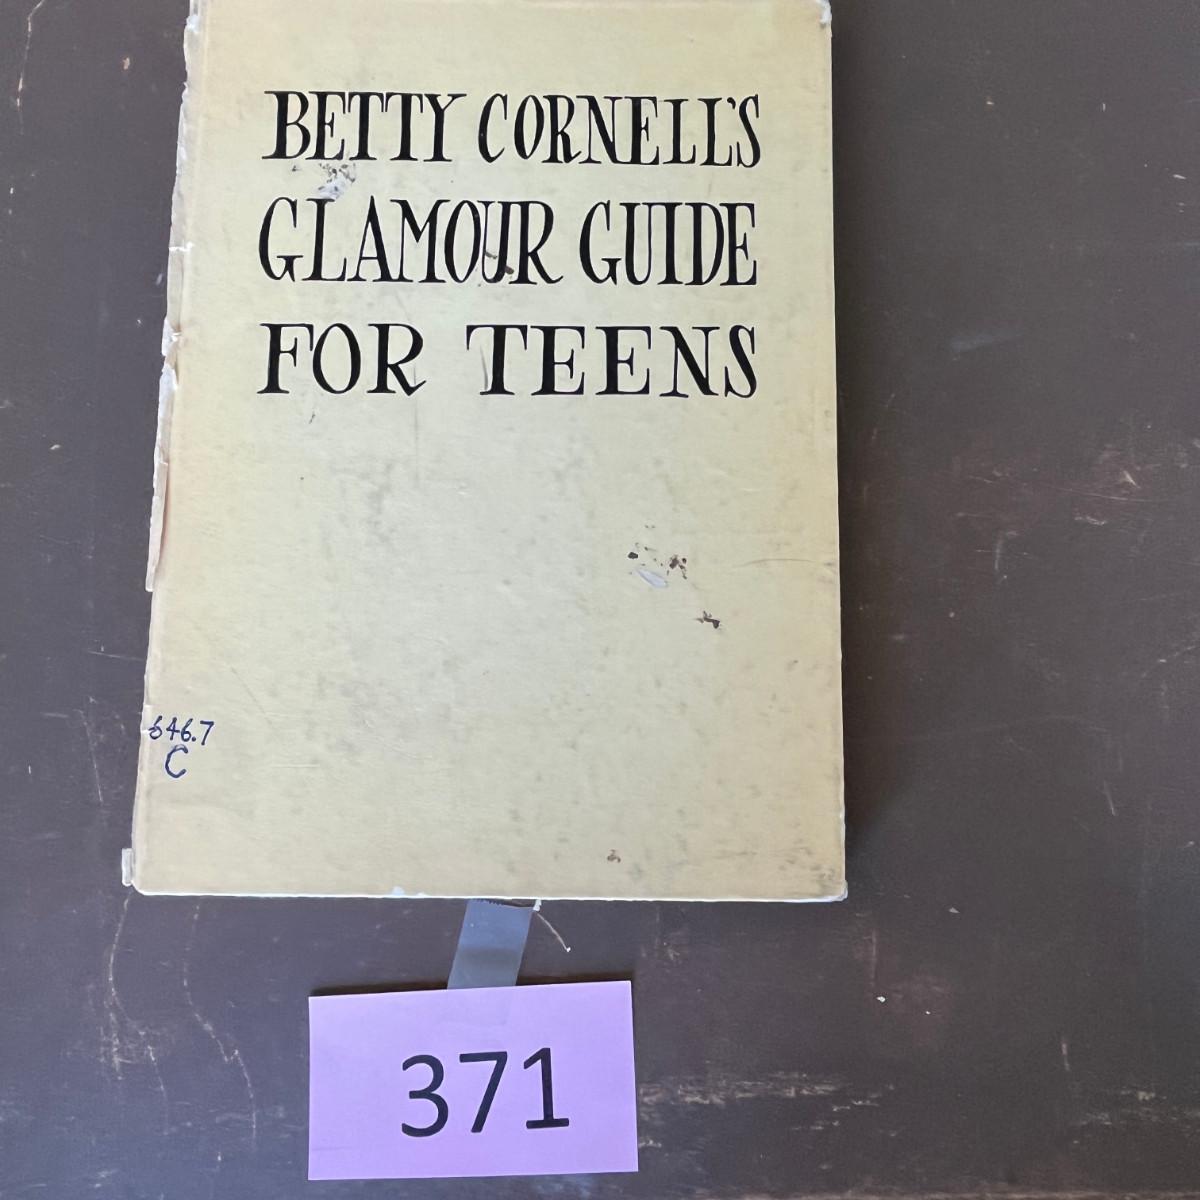 BETTY CORNELL'S
GLAMOUR GUIDE
FOR TEENS
646.7
C
371